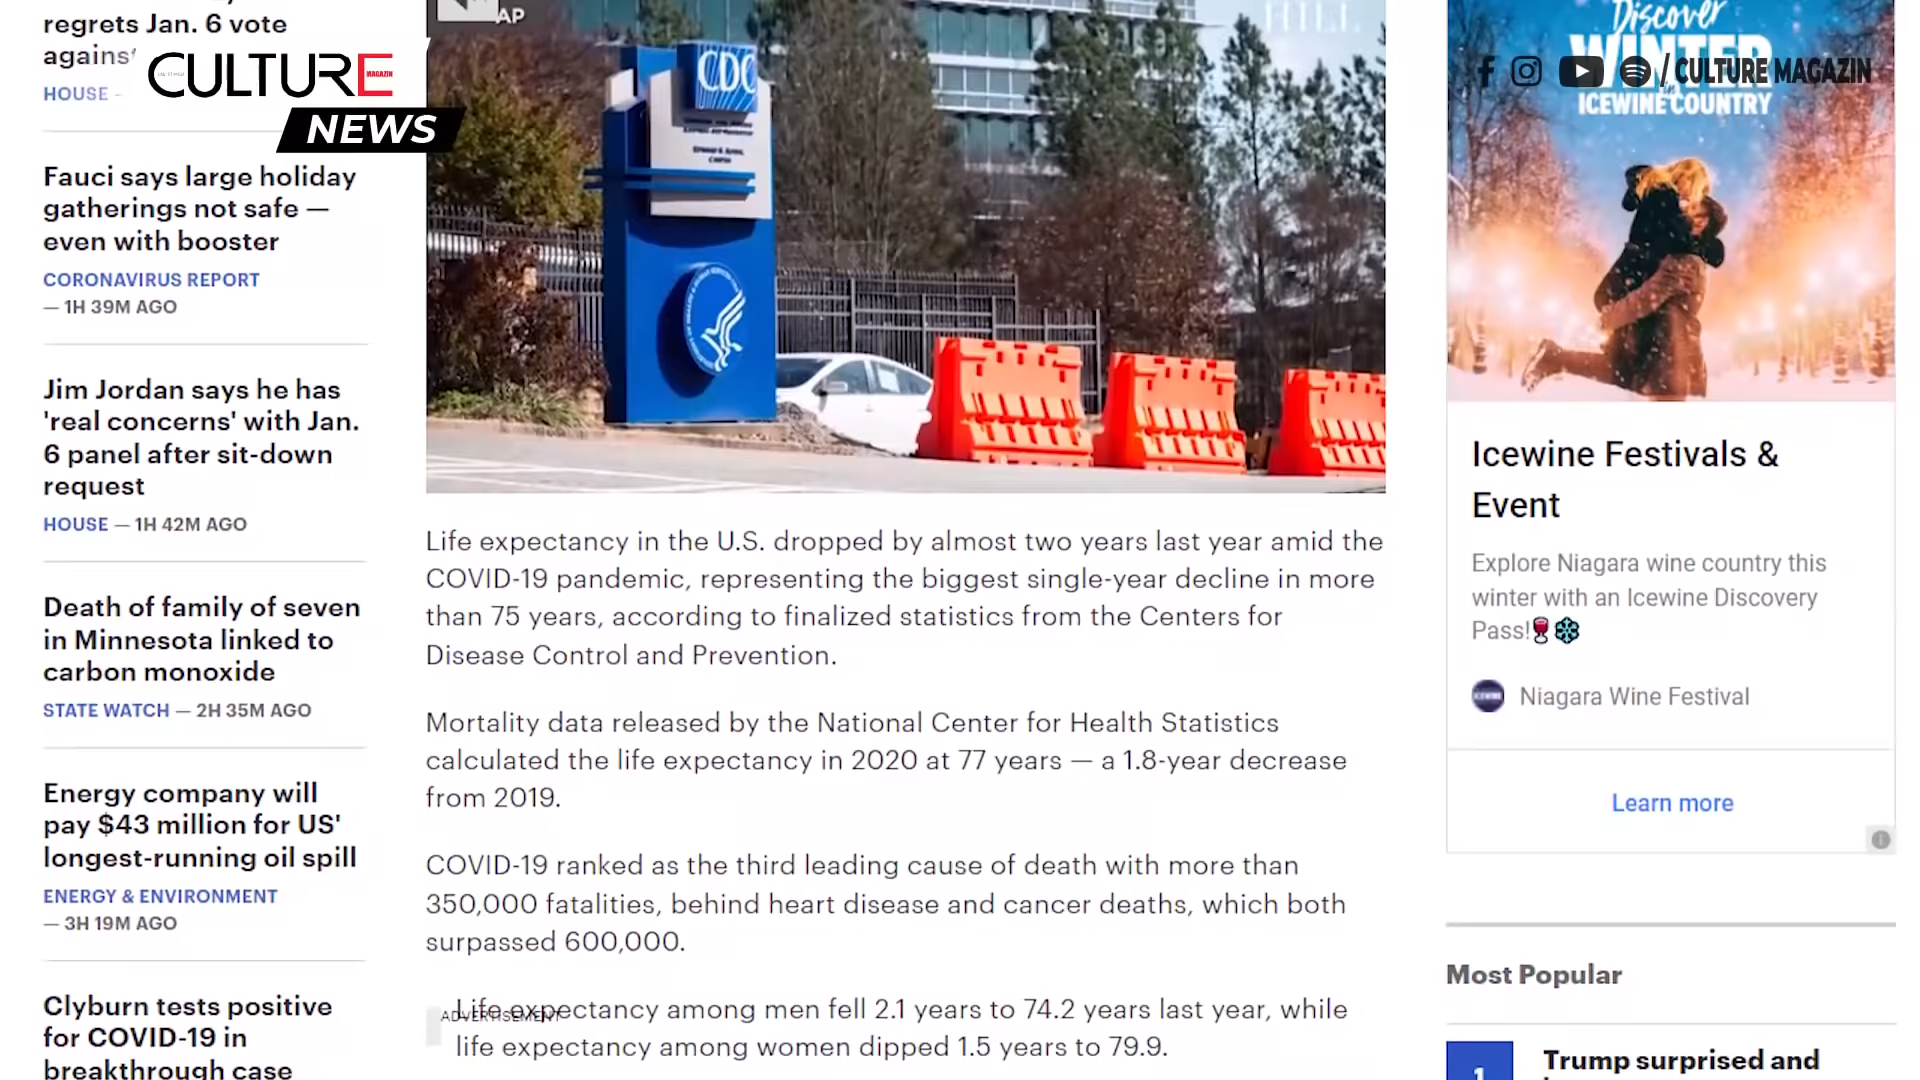 regrets Jan. 6 vote
against
HOUSE –
CULTURE
MAGAZIN
NEWS
Fauci says large holiday
gatherings not safe —
even with booster
CORONAVIRUS REPORT
— 1H 39M AGO
Jim Jordan says he has
'real concerns' with Jan.
6 panel after sit-down
request
HOUSE — 1H 42M AGO
Death of family of seven
in Minnesota linked to
carbon monoxide
STATE WATCH — 2H 35M AGO
Energy company will
pay $43 million for US'
longest-running oil spill
ENERGY & ENVIRONMENT
— 3H 19M AGO
Clyburn tests positive
for COVID-19 in
breakthrough case
AP
CDC
Life expectancy in the U.S. dropped by almost two years last year amid the
COVID-19 pandemic, representing the biggest single-year decline in more
than 75 years, according to finalized statistics from the Centers for
Disease Control and Prevention.
Mortality data released by the National Center for Health Statistics
calculated the life expectancy in 2020 at 77 years — a 1.8-year decrease
from 2019.
COVID-19 ranked as the third leading cause of death with more than
350,000 fatalities, behind heart disease and cancer deaths, which both
surpassed 600,000.
ADVERTISEMENT
Life expectancy among men fell 2.1 years to 74.2 years last year, while
life expectancy among women dipped 1.5 years to 79.9.
Discover
WINTER
in
ICEWINE COUNTRY
/ CULTURE MAGAZIN
Icewine Festivals &
Event
Explore Niagara wine country this
winter with an Icewine Discovery
Pass!🍷❄
Niagara Wine Festival
Learn more
Most Popular
1
Trump surprised and